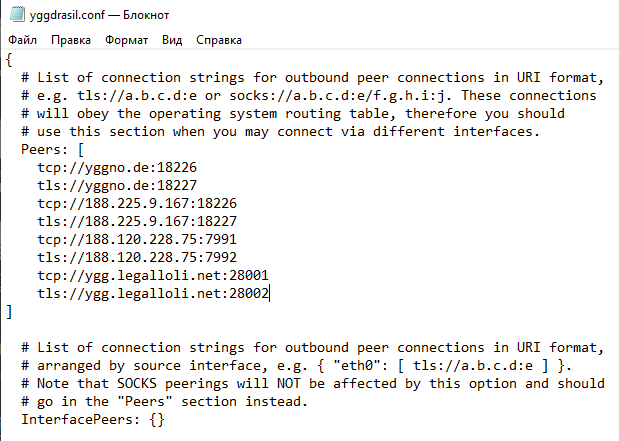 yggdrasil.conf — Блокнот
Файл Правка Формат Вид Справка
{
  # List of connection strings for outbound peer connections in URI format,
  # e.g. tls://a.b.c.d:e or socks://a.b.c.d:e/f.g.h.i:j. These connections
  # will obey the operating system routing table, therefore you should
  # use this section when you may connect via different interfaces.
  Peers: [
    tcp://yggno.de:18226
    tls://yggno.de:18227
    tcp://188.225.9.167:18226
    tls://188.225.9.167:18227
    tcp://188.120.228.75:7991
    tls://188.120.228.75:7992
    tcp://ygg.legalloli.net:28001
    tls://ygg.legalloli.net:28002
]
  # List of connection strings for outbound peer connections in URI format,
  # arranged by source interface, e.g. { "eth0": [ tls://a.b.c.d:e ] }.
  # Note that SOCKS peerings will NOT be affected by this option and should
  # go in the "Peers" section instead.
  InterfacePeers: {}